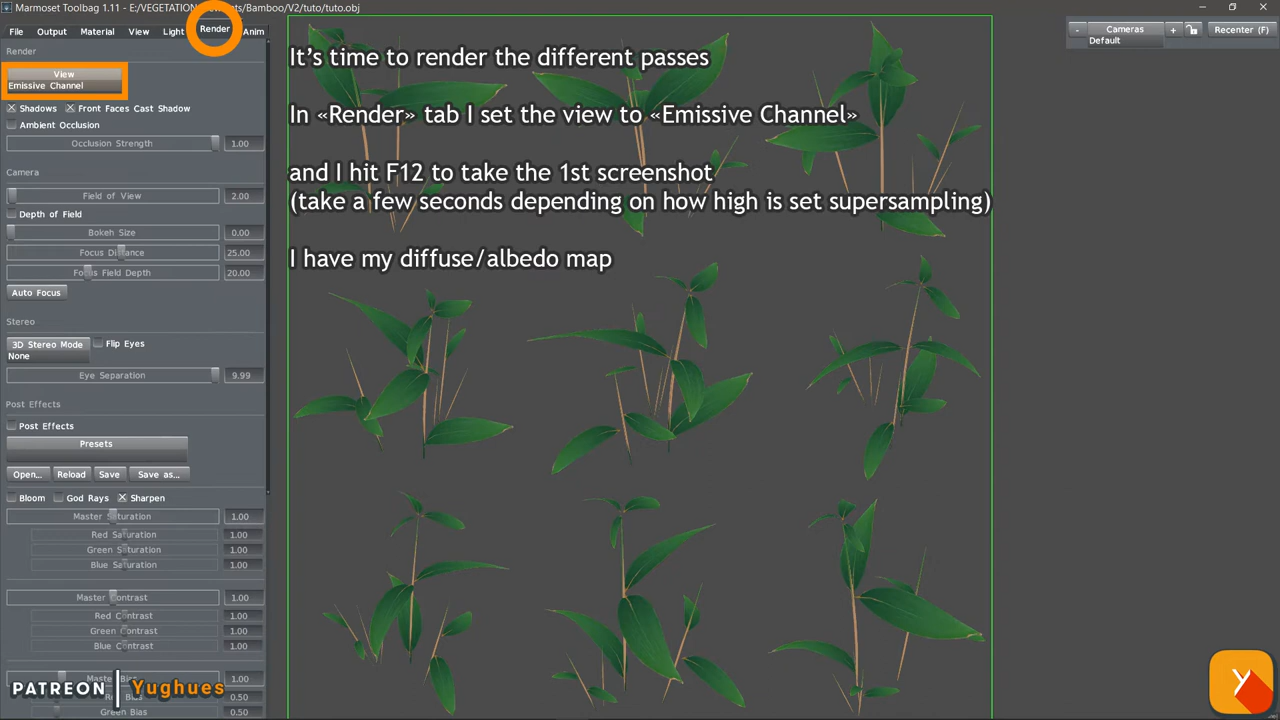 Marmoset Toolbag 1.11 - E:/VEGETATION
ts/Bamboo/V2/tuto/tuto.obj
File Output Material View Light Render Anim
Render
View
Emissive Channel
Shadows Front Faces Cast Shadow
Ambient Occlusion
Occlusion Strength 1.00
Camera
Field of View 2.00
Depth of Field
Bokeh Size 0.00
Focus Distance 25.00
Focus Field Depth 20.00
Auto Focus
Stereo
3D Stereo Mode
None
Flip Eyes
Eye Separation 9.99
Post Effects
Post Effects
Presets
Open... Reload Save Save as...
Bloom God Rays Sharpen
Master Saturation 1.00
Red Saturation 1.00
Green Saturation 1.00
Blue Saturation 1.00
Master Contrast 1.00
Red Contrast 1.00
Green Contrast 1.00
Blue Contrast 1.00
Master Bias 1.00
0.50
Green Bias 0.50
PATREON | Yughues
It's time to render the different passes
In «Render» tab I set the view to «Emissive Channel»
and I hit F12 to take the 1st screenshot
(take a few seconds depending on how high is set supersampling)
I have my diffuse/albedo map
- Cameras +
Default
Recenter (F)
Y